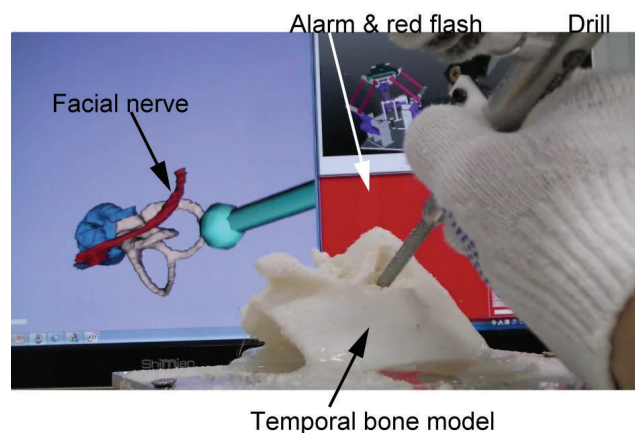 Alarm & red flash
Drill
Facial nerve
Temporal bone model